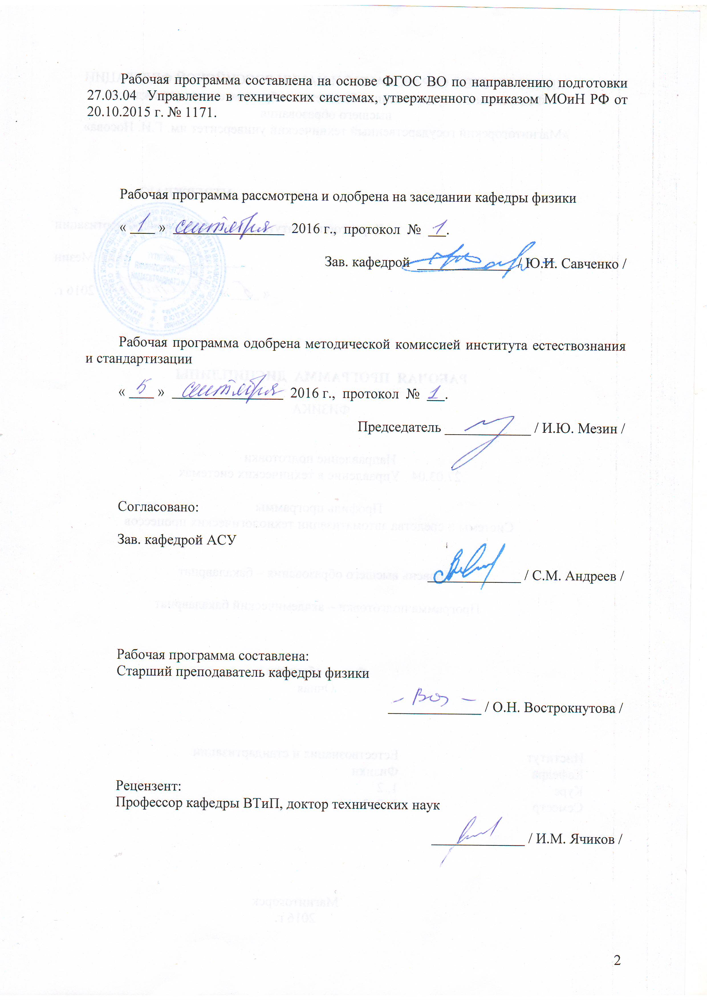 Рабочая программа составлена на основе ФГОС ВО по направлению подготовки
27.03.04 Управление в технических системах, утвержденного приказом МОиН РФ от
20.10.2015 г. № 1171.
Рабочая программа рассмотрена и одобрена на заседании кафедры физики
« 1 » сентября 2016 г., протокол № 1.
Зав. кафедрой / Ю.И. Савченко /
Рабочая программа одобрена методической комиссией института естествознания
и стандартизации
« 5 » сентября 2016 г., протокол № 1.
Председатель / И.Ю. Мезин /
Согласовано:
Зав. кафедрой АСУ
/ С.М. Андреев /
Рабочая программа составлена:
Старший преподаватель кафедры физики
/ О.Н. Вострокнутова /
Рецензент:
Профессор кафедры ВТиП, доктор технических наук
/ И.М. Ячиков /
2